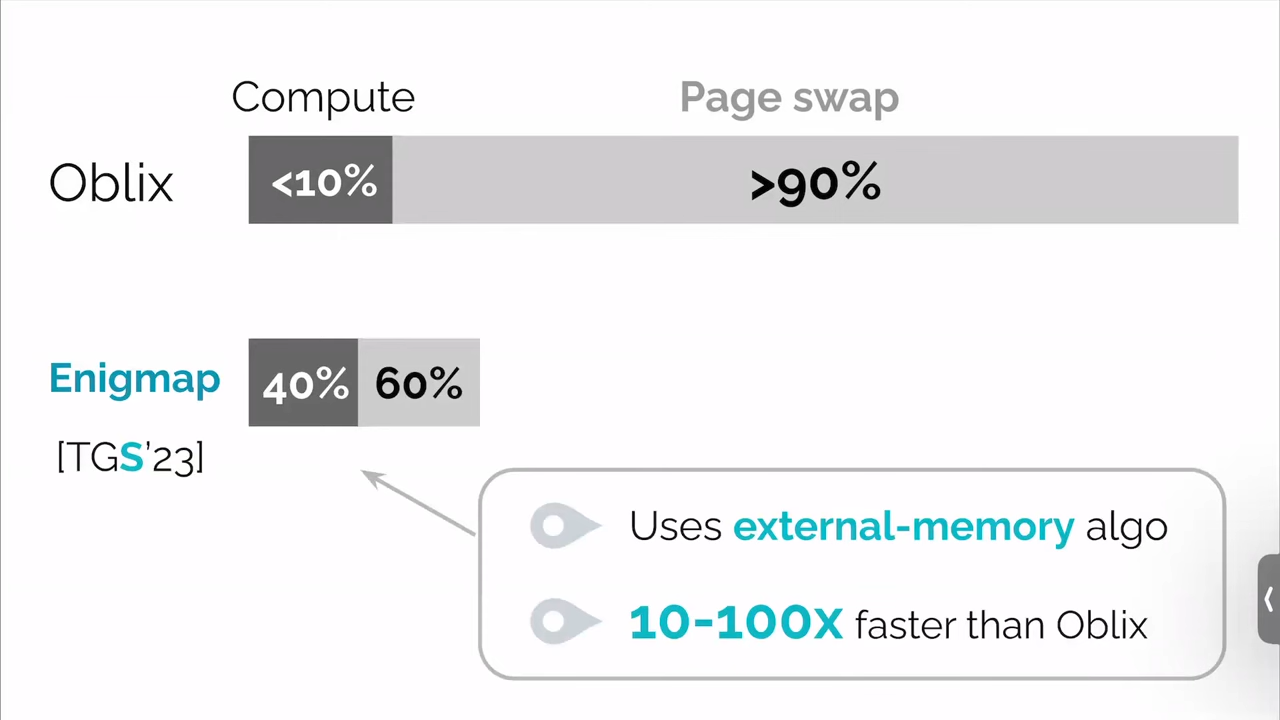 Compute Page swap
Oblix <10% >90%
Enigmap 40% 60%
[TGS'23]
Uses external-memory algo
10-100x faster than Oblix